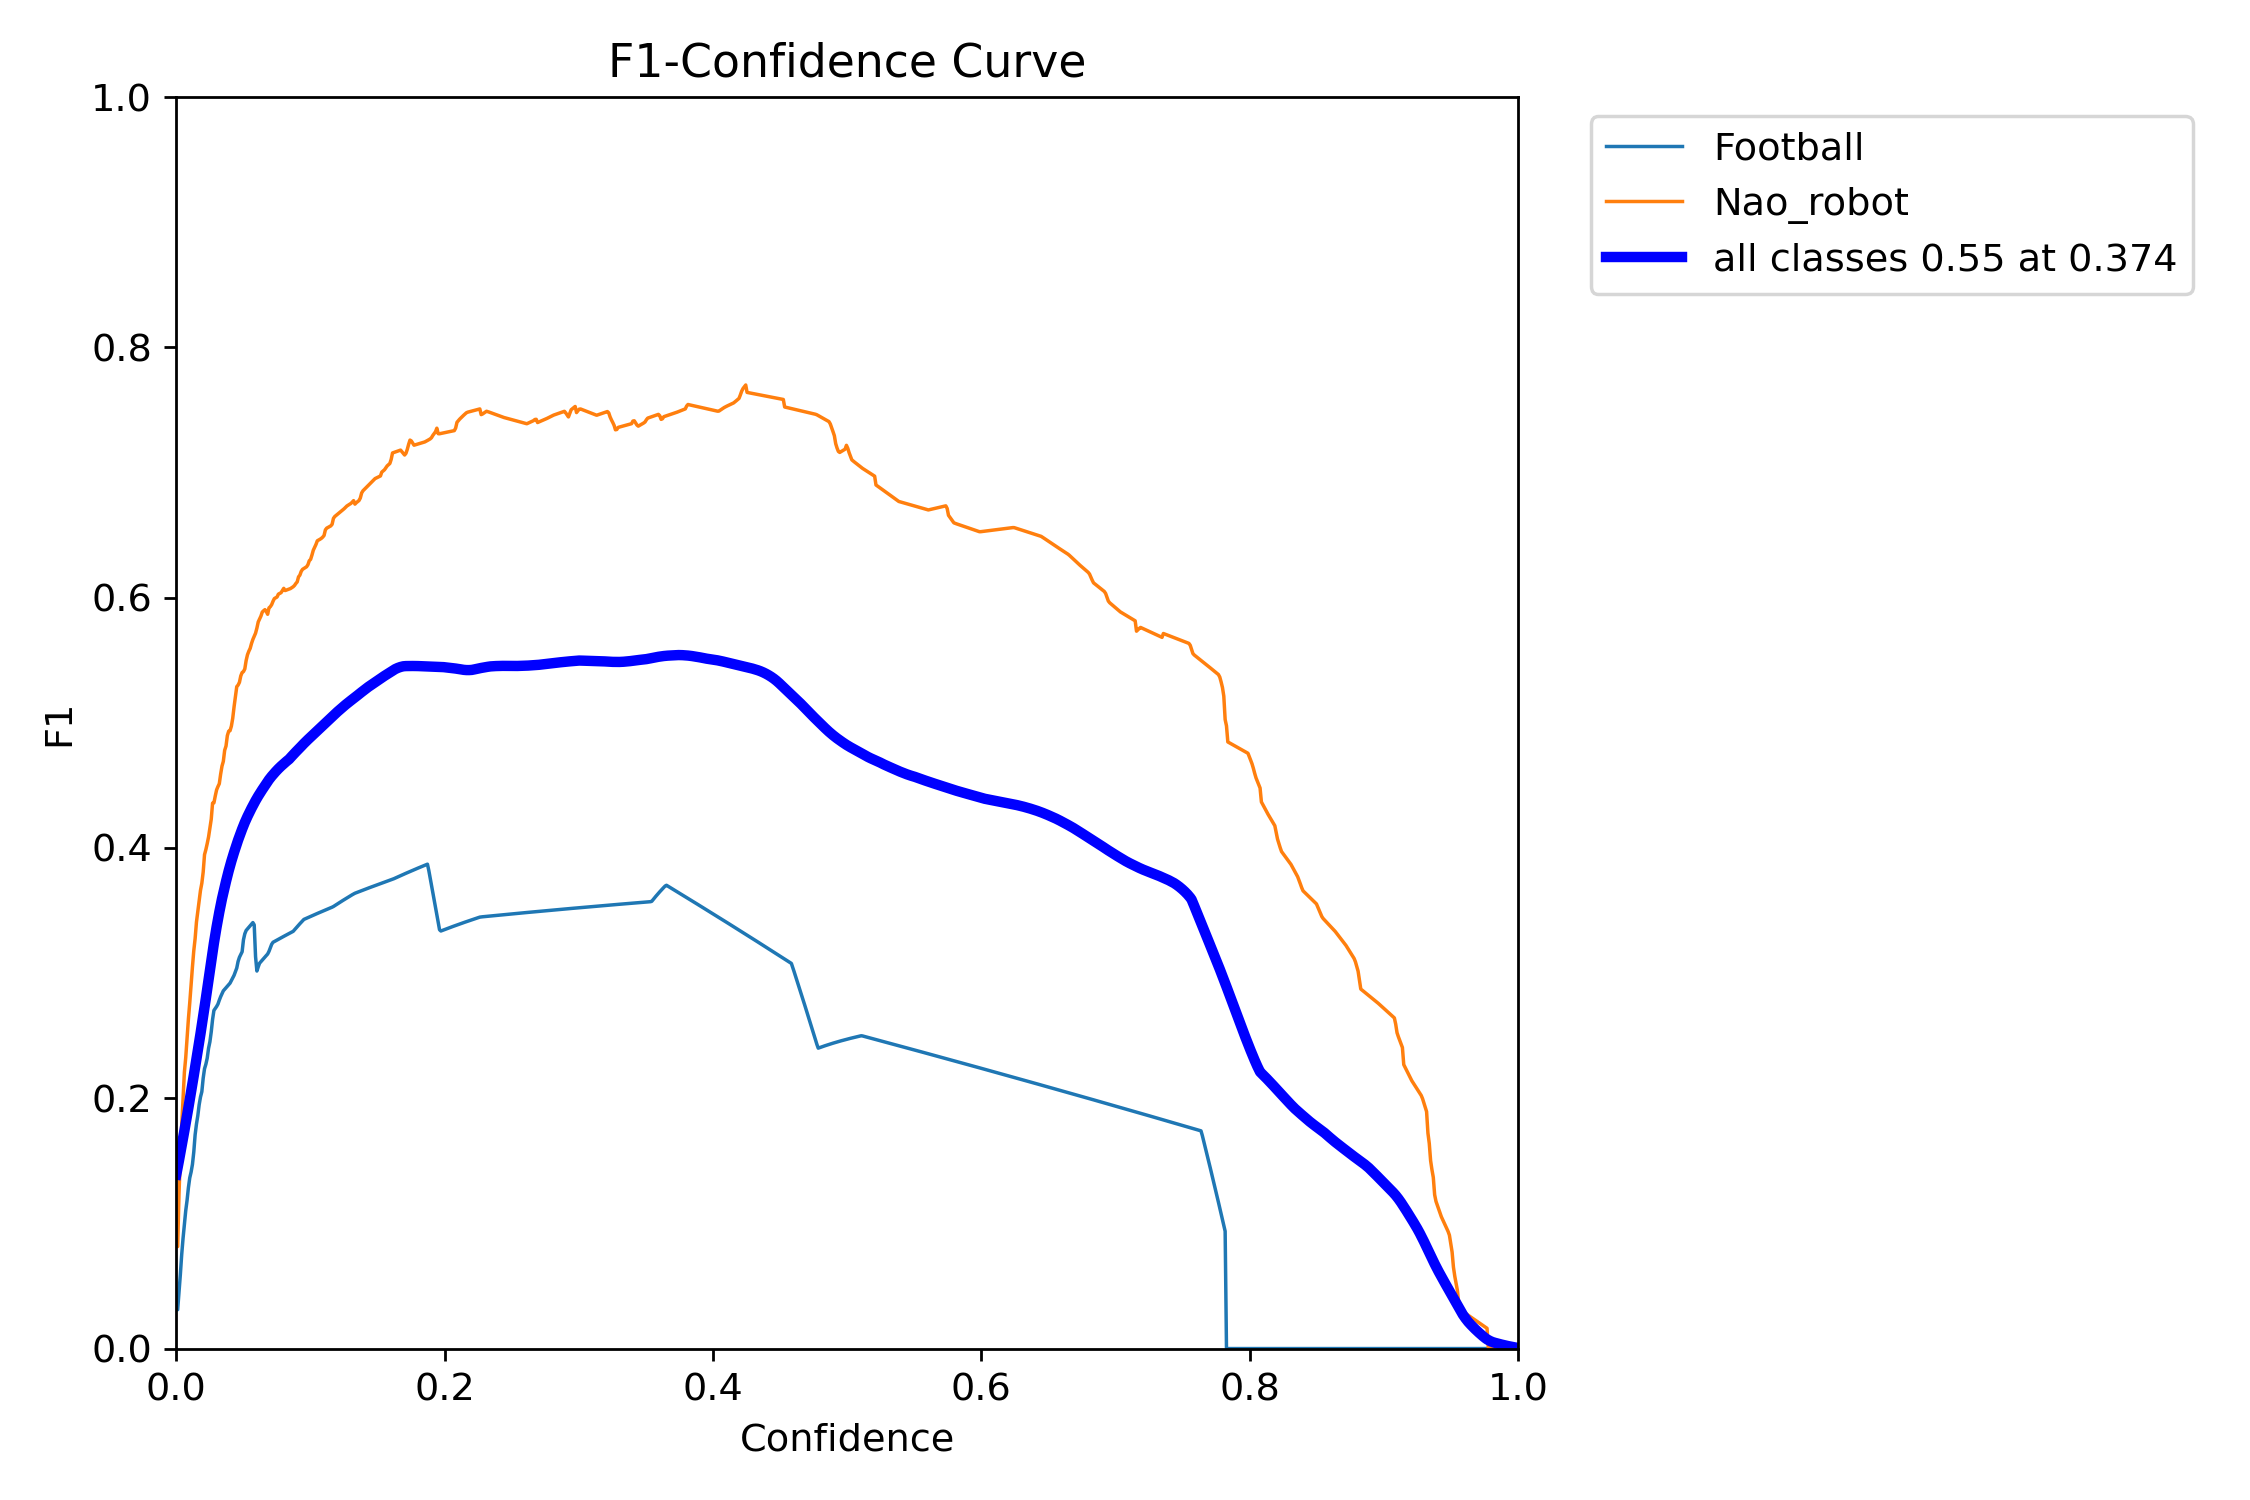 F1-Confidence Curve
1.0
0.8
0.6
0.4
0.2
0.0
F1
0.0 0.2 0.4 0.6 0.8 1.0
Confidence
Football
Nao_robot
all classes 0.55 at 0.374